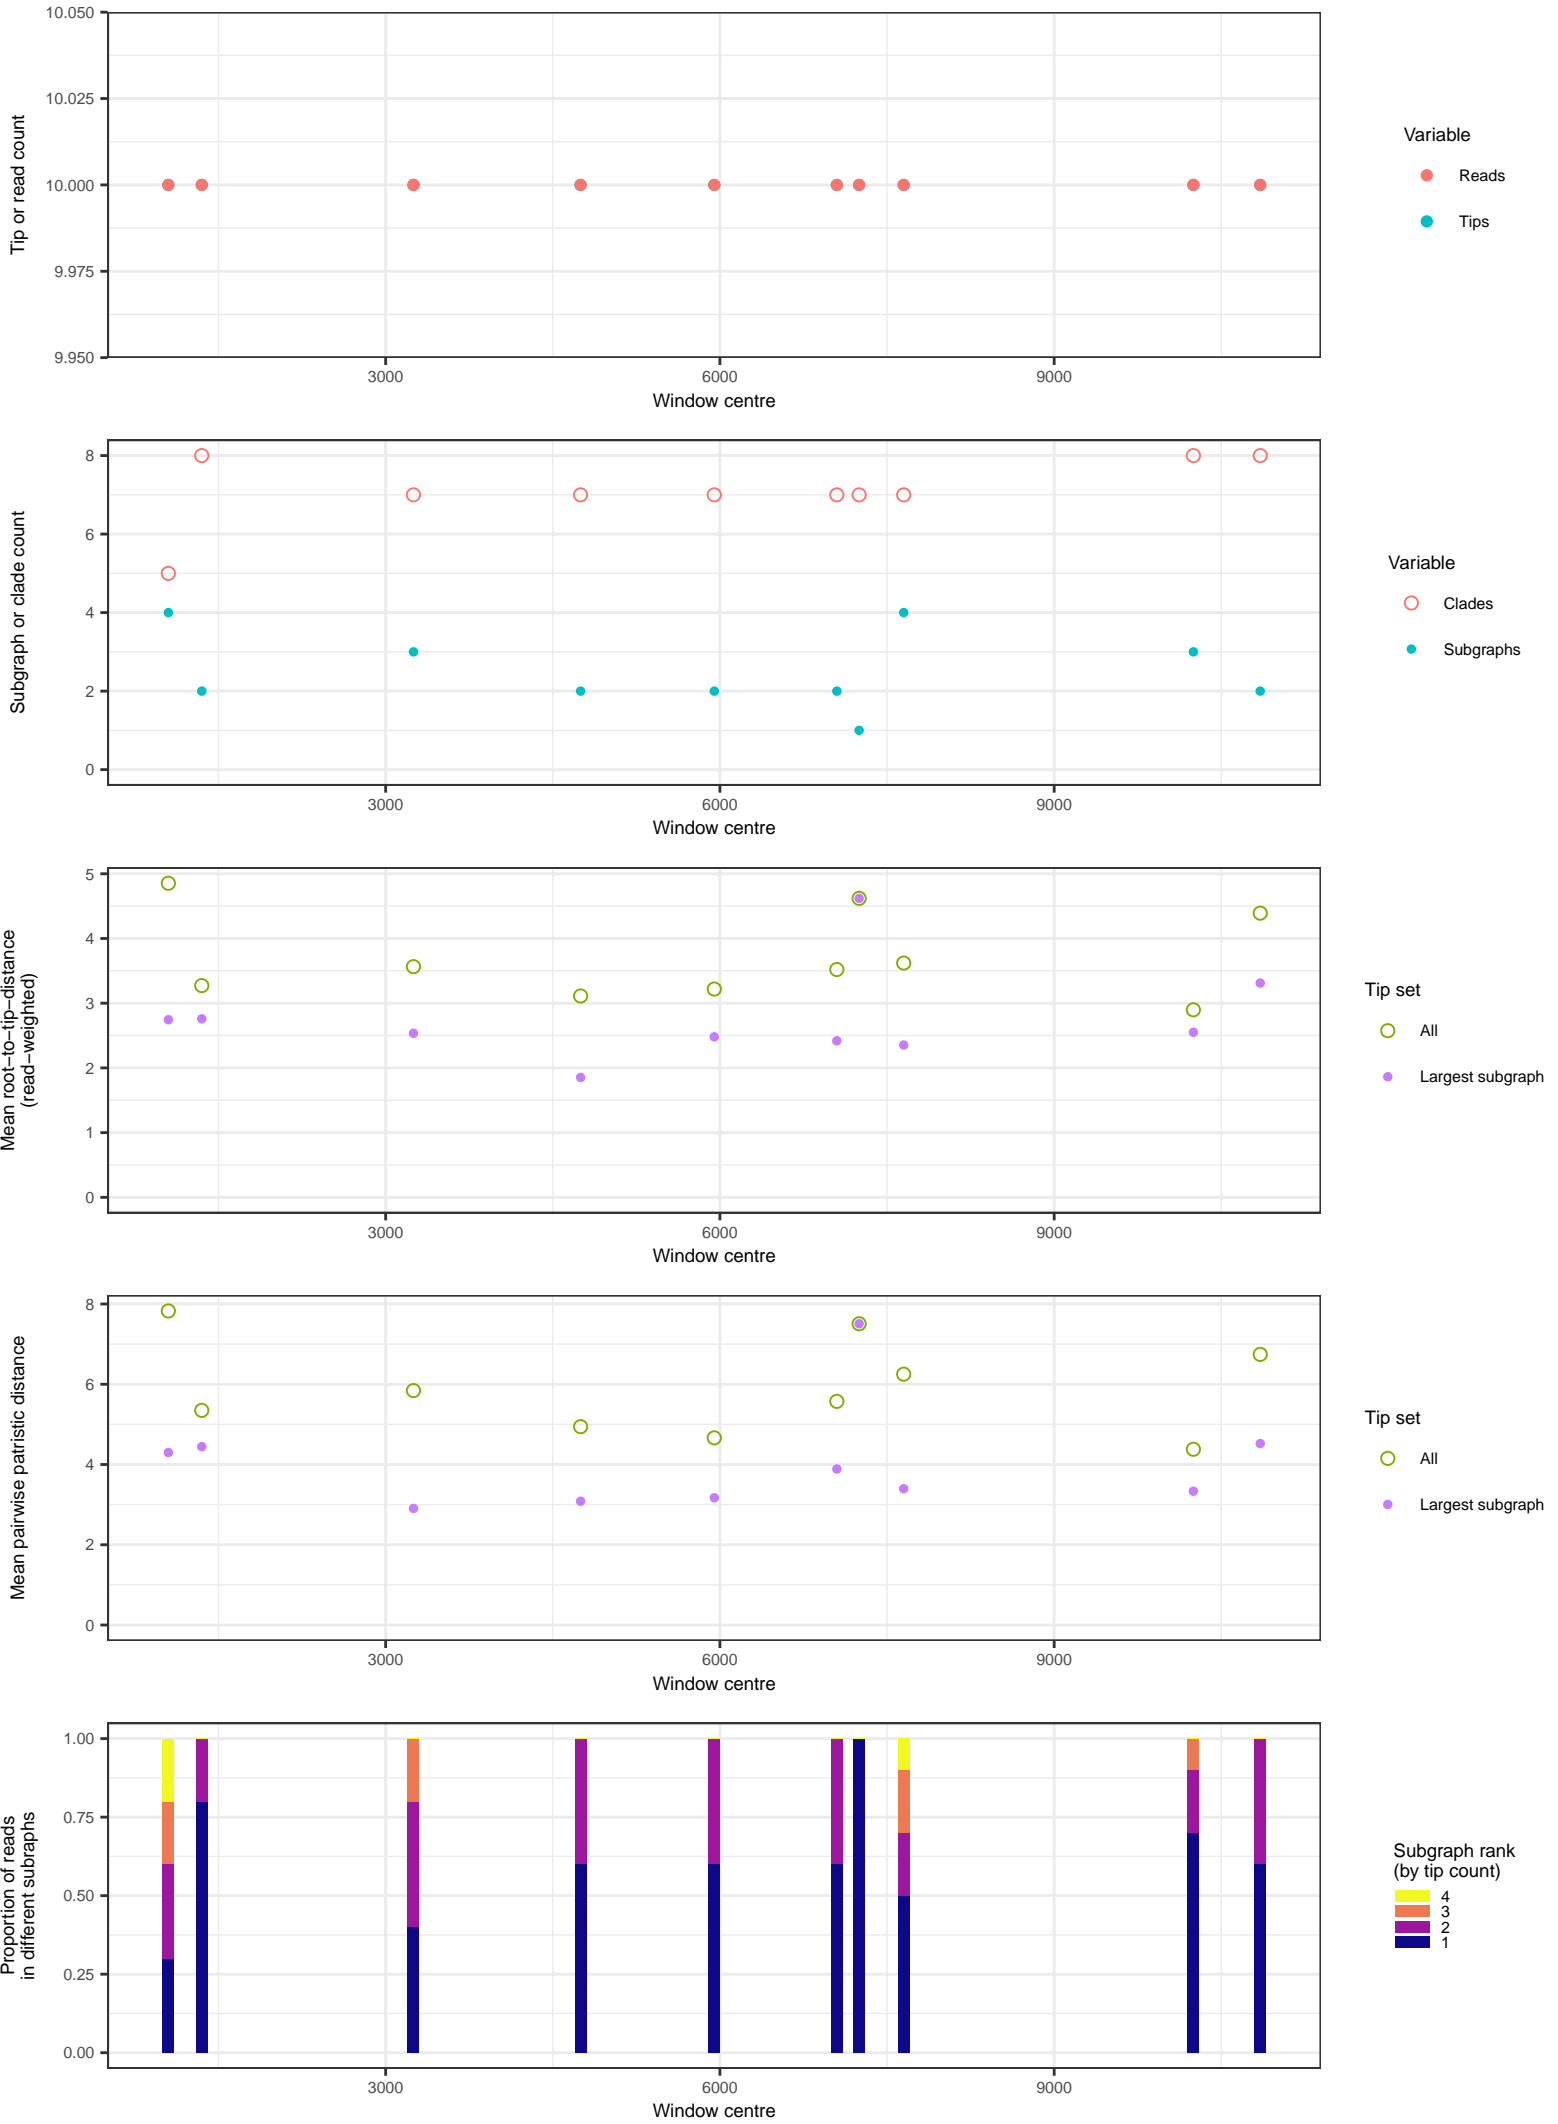 10.050
10.025
10.000
9.975
9.950
Tip or read count
3000 6000 9000
Window centre
Variable
Reads
Tips
8
6
4
2
0
Subgraph or clade count
3000 6000 9000
Window centre
Variable
Clades
Subgraphs
5
4
3
2
1
0
Mean root−to−tip−distance
(read−weighted)
3000 6000 9000
Window centre
Tip set
All
Largest subgraph
8
6
4
2
0
Mean pairwise patristic distance
3000 6000 9000
Window centre
Tip set
All
Largest subgraph
1.00
0.75
0.50
0.25
0.00
Proportion of reads
in different subraphs
3000 6000 9000
Window centre
Subgraph rank
(by tip count)
4
3
2
1